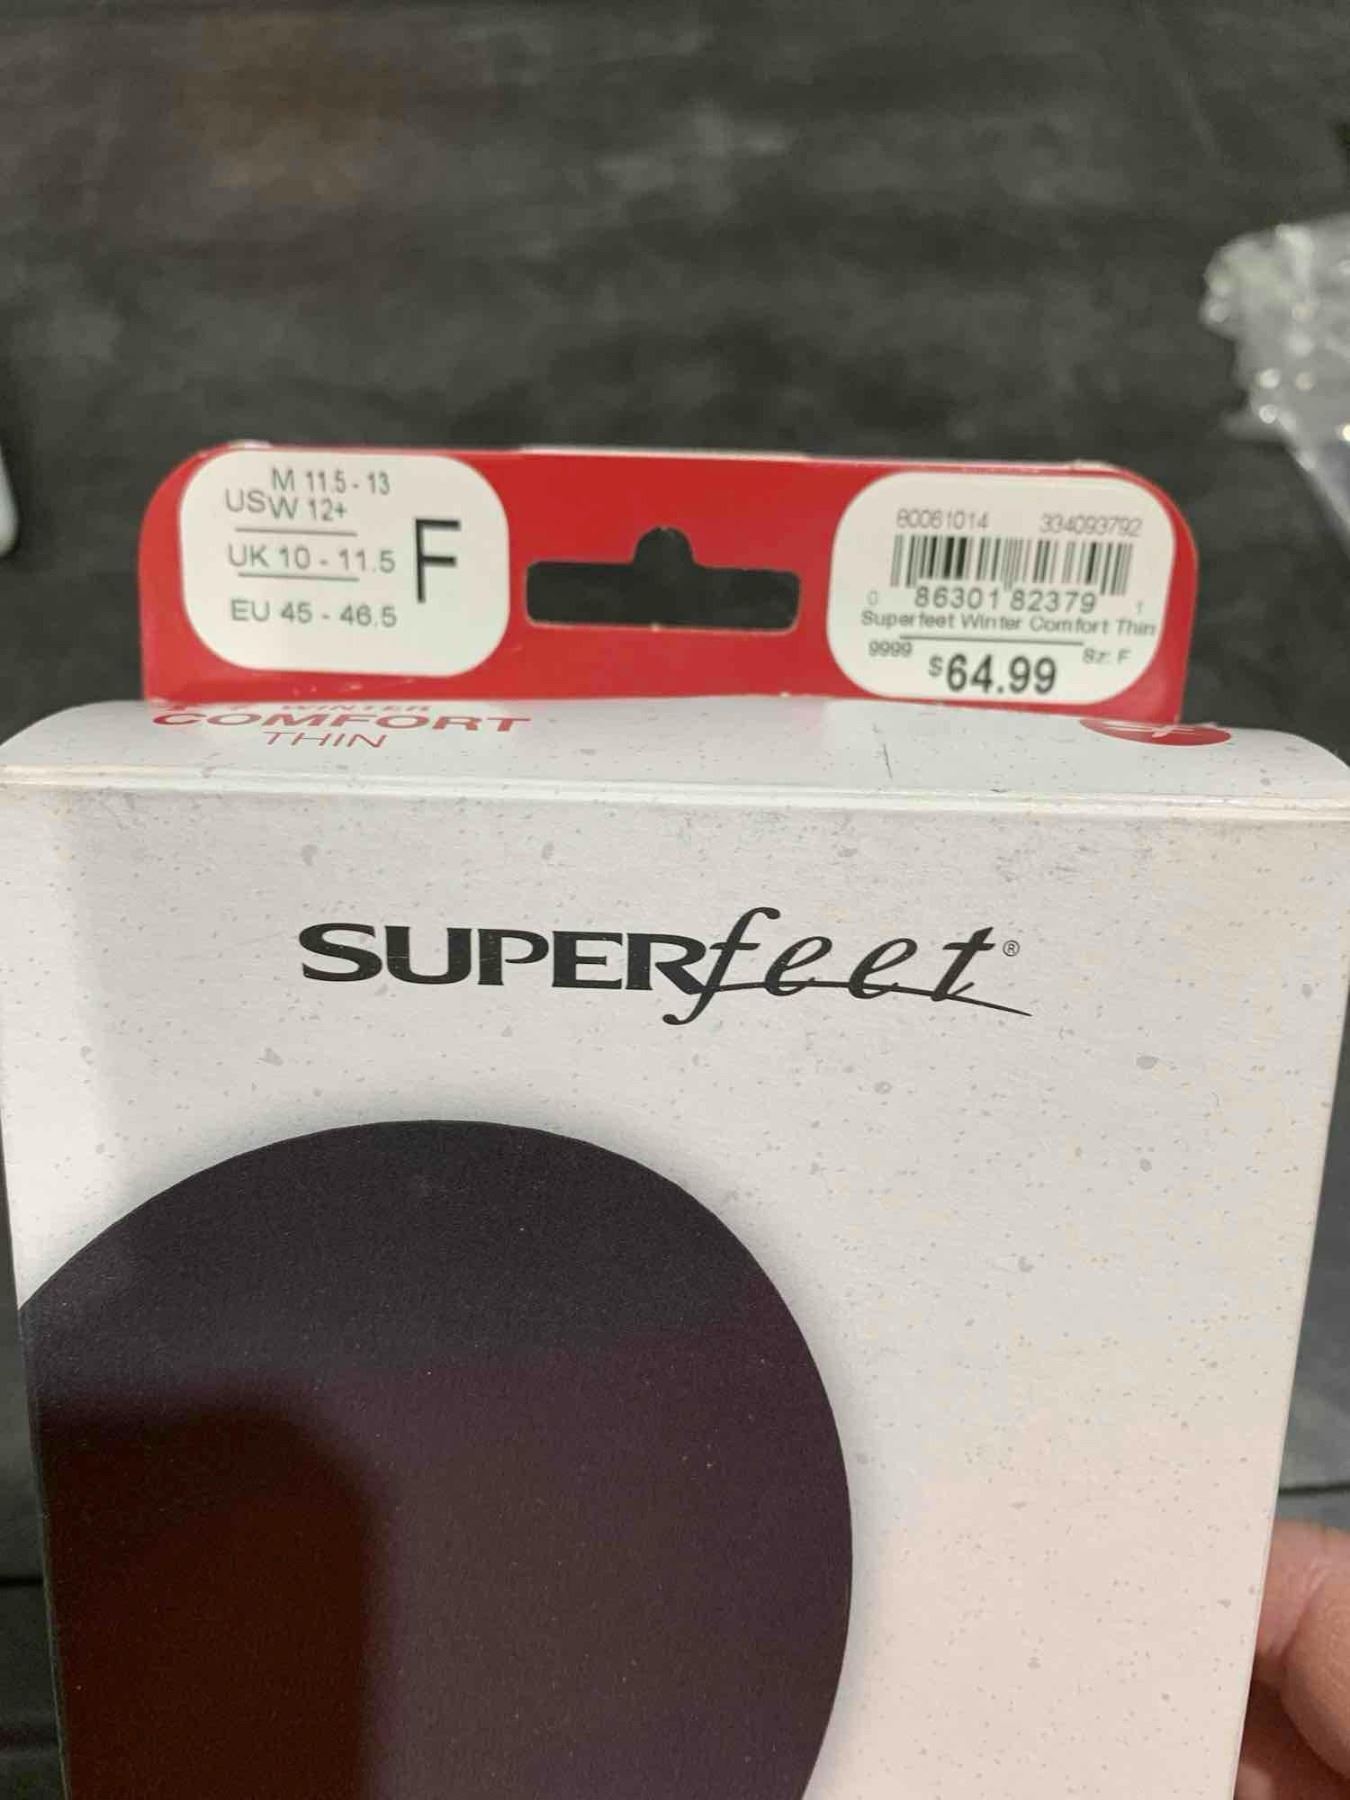 M 11.5 - 13
USW 12+
UK 10 - 11.5
EU 45 - 46.5
F
80061014 334093792
0 86301 82379 1
Superfeet Winter Comfort Thin
9999 Sz: F
$64.99
WINTER
COMFORT
THIN
SUPERfeet®